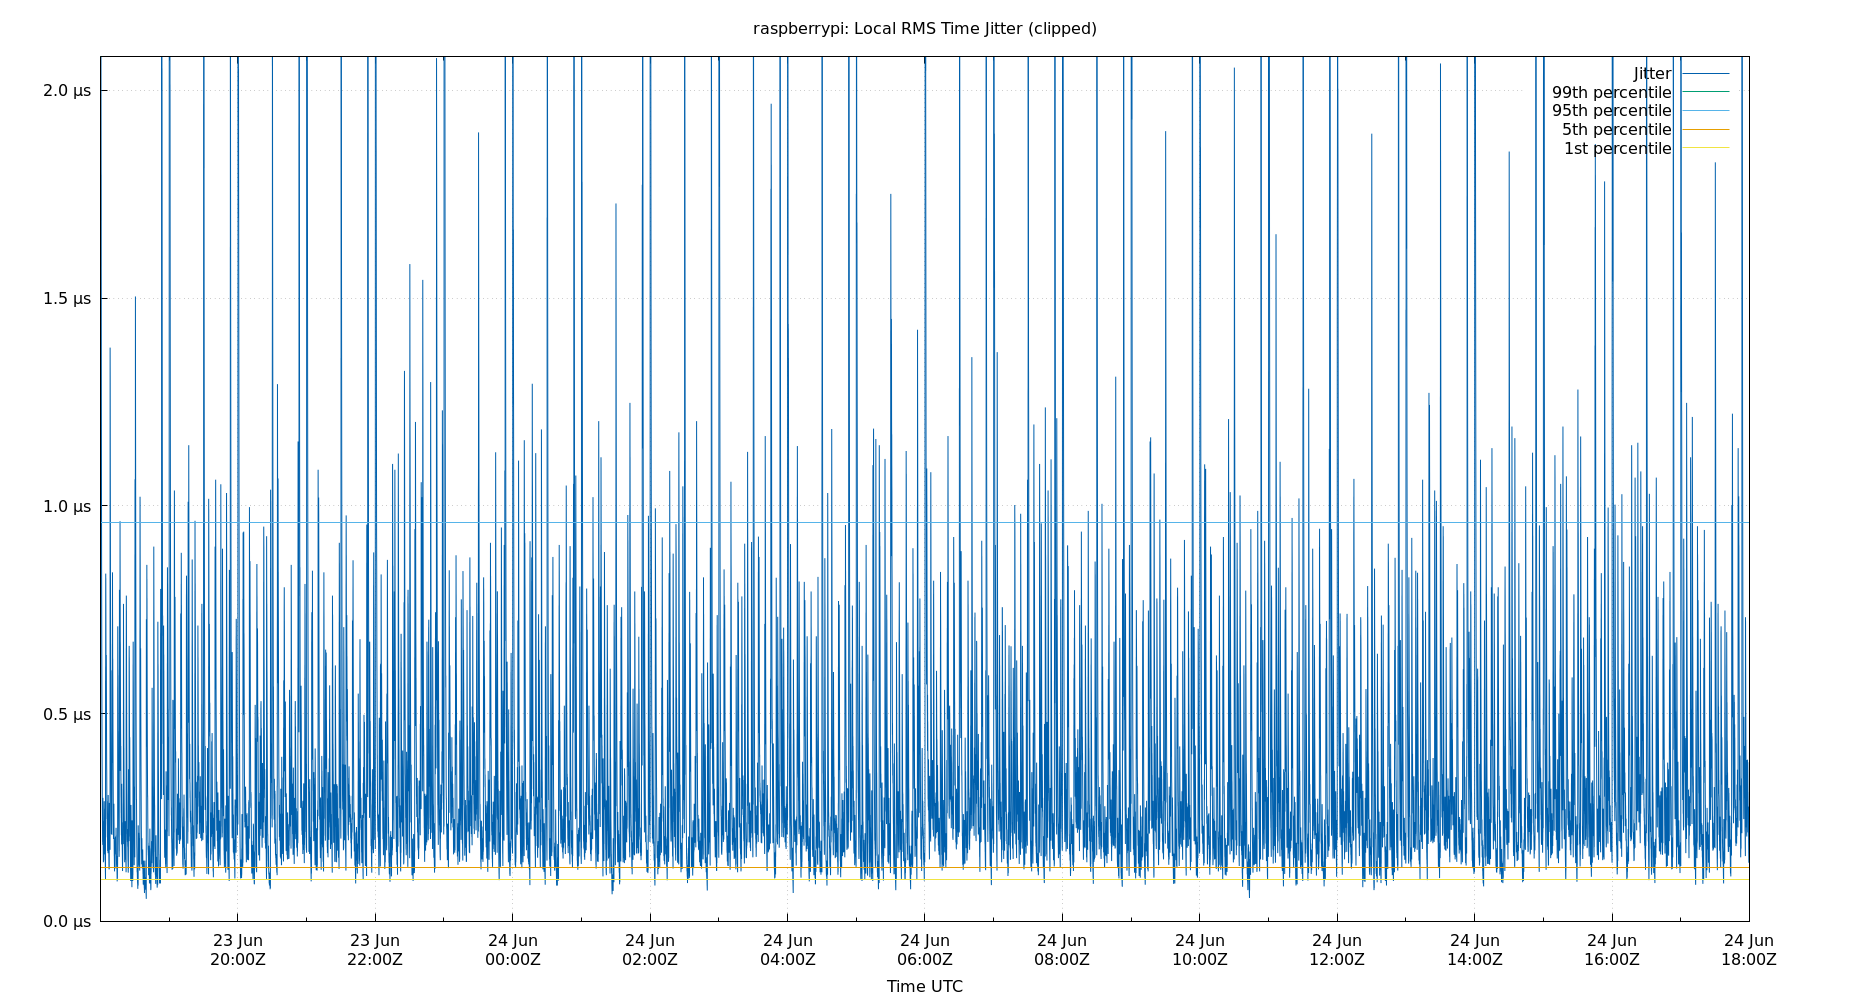 raspberrypi: Local RMS Time Jitter (clipped)
2.0 µs
1.5 µs
1.0 µs
0.5 µs
0.0 µs
Jitter
99th percentile
95th percentile
5th percentile
1st percentile
23 Jun 20:00Z
23 Jun 22:00Z
24 Jun 00:00Z
24 Jun 02:00Z
24 Jun 04:00Z
24 Jun 06:00Z
24 Jun 08:00Z
24 Jun 10:00Z
24 Jun 12:00Z
24 Jun 14:00Z
24 Jun 16:00Z
24 Jun 18:00Z
Time UTC